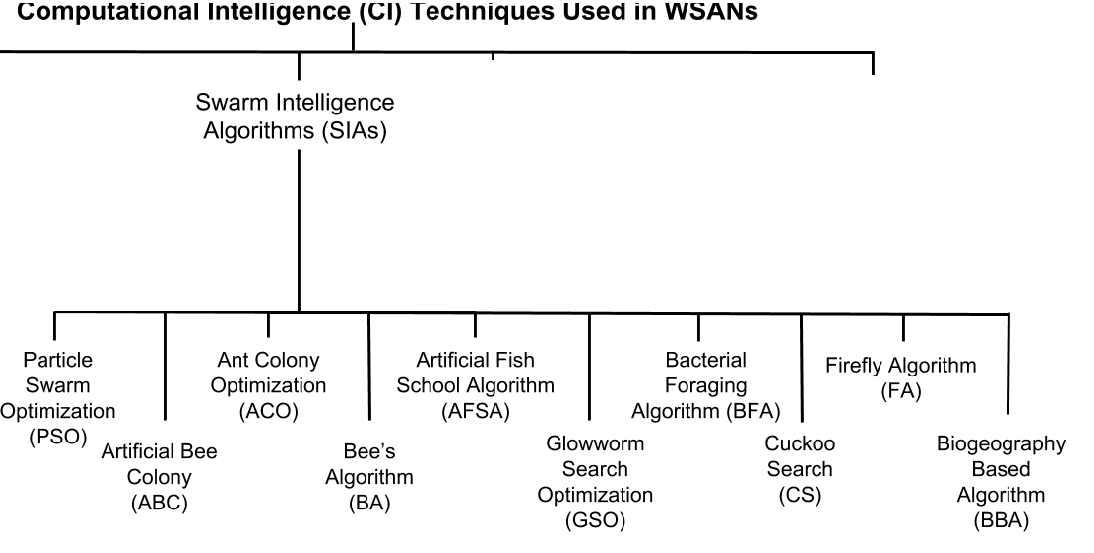 Computational Intelligence (CI) Techniques Used in WSANs
Swarm Intelligence
Algorithms (SIAs)
Particle
Swarm
Optimization
(PSO)
Artificial Bee
Colony
(ABC)
Ant Colony
Optimization
(ACO)
Bee's
Algorithm
(BA)
Artificial Fish
School Algorithm
(AFSA)
Glowworm
Search
Optimization
(GSO)
Bacterial
Foraging
Algorithm (BFA)
Cuckoo
Search
(CS)
Firefly Algorithm
(FA)
Biogeography
Based
Algorithm
(BBA)